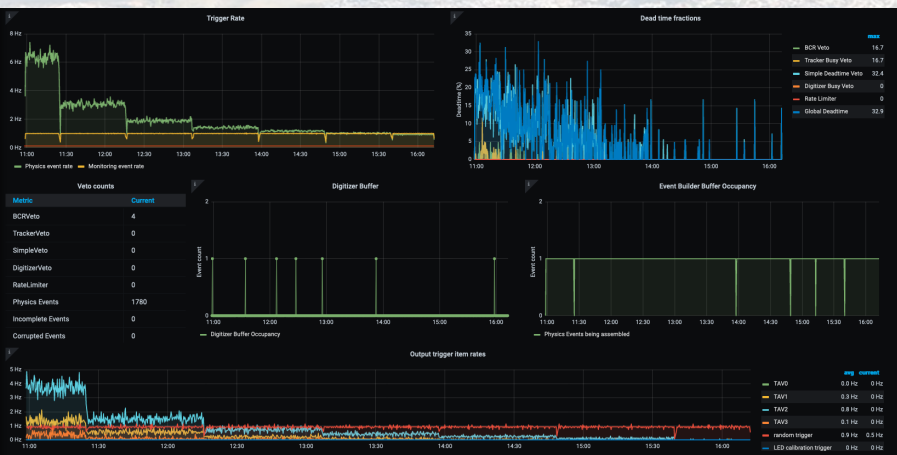 Trigger Rate
8 Hz
6 Hz
4 Hz
2 Hz
0 Hz
11:00 11:30 12:00 12:30 13:00 13:30 14:00 14:30 15:00 15:30 16:00
Physics event rate Monitoring event rate
Dead time fractions
Deadtime (%)
35
30
25
20
15
10
5
0
11:00 12:00 13:00 14:00 15:00 16:00
max
BCR Veto 16.7
Tracker Busy Veto 16.7
Simple Deadtime Veto 32.4
Digitizer Busy Veto 0
Rate Limiter 0
Global Deadtime 32.9
Veto counts
Metric Current
BCRVeto 4
TrackerVeto 0
SimpleVeto 0
DigitizerVeto 0
RateLimiter 0
Physics Events 1780
Incomplete Events 0
Corrupted Events 0
Digitizer Buffer
Event count
2
1
0
11:00 12:00 13:00 14:00 15:00 16:00
Digitizer Buffer Occupancy
Event Builder Buffer Occupancy
Event count
2
1
0
11:00 11:30 12:00 12:30 13:00 13:30 14:00 14:30 15:00 15:30 16:00
Physics Events being assembled
Output trigger item rates
5 Hz
4 Hz
3 Hz
2 Hz
1 Hz
0 Hz
11:00 11:30 12:00 12:30 13:00 13:30 14:00 14:30 15:00 15:30 16:00
avg current
TAV0 0.0 Hz 0 Hz
TAV1 0.3 Hz 0 Hz
TAV2 0.8 Hz 0 Hz
TAV3 0.1 Hz 0 Hz
random trigger 0.9 Hz 0.5 Hz
LED calibration trigger 0 Hz 0 Hz